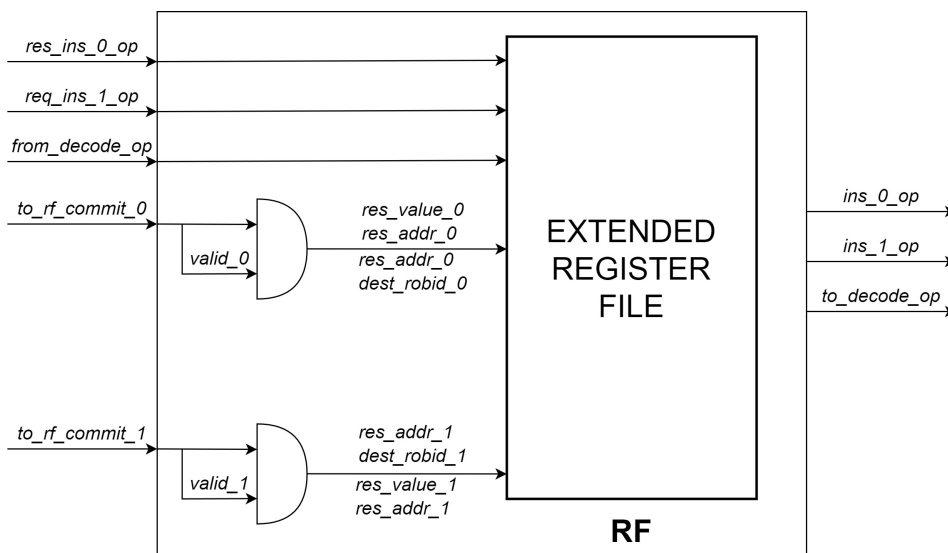 res_ins_0_op
req_ins_1_op
from_decode_op
to_rf_commit_0
valid_0
res_value_0
res_addr_0
res_addr_0
dest_robid_0
EXTENDED
REGISTER
FILE
ins_0_op
ins_1_op
to_decode_op
to_rf_commit_1
valid_1
res_addr_1
dest_robid_1
res_value_1
res_addr_1
RF